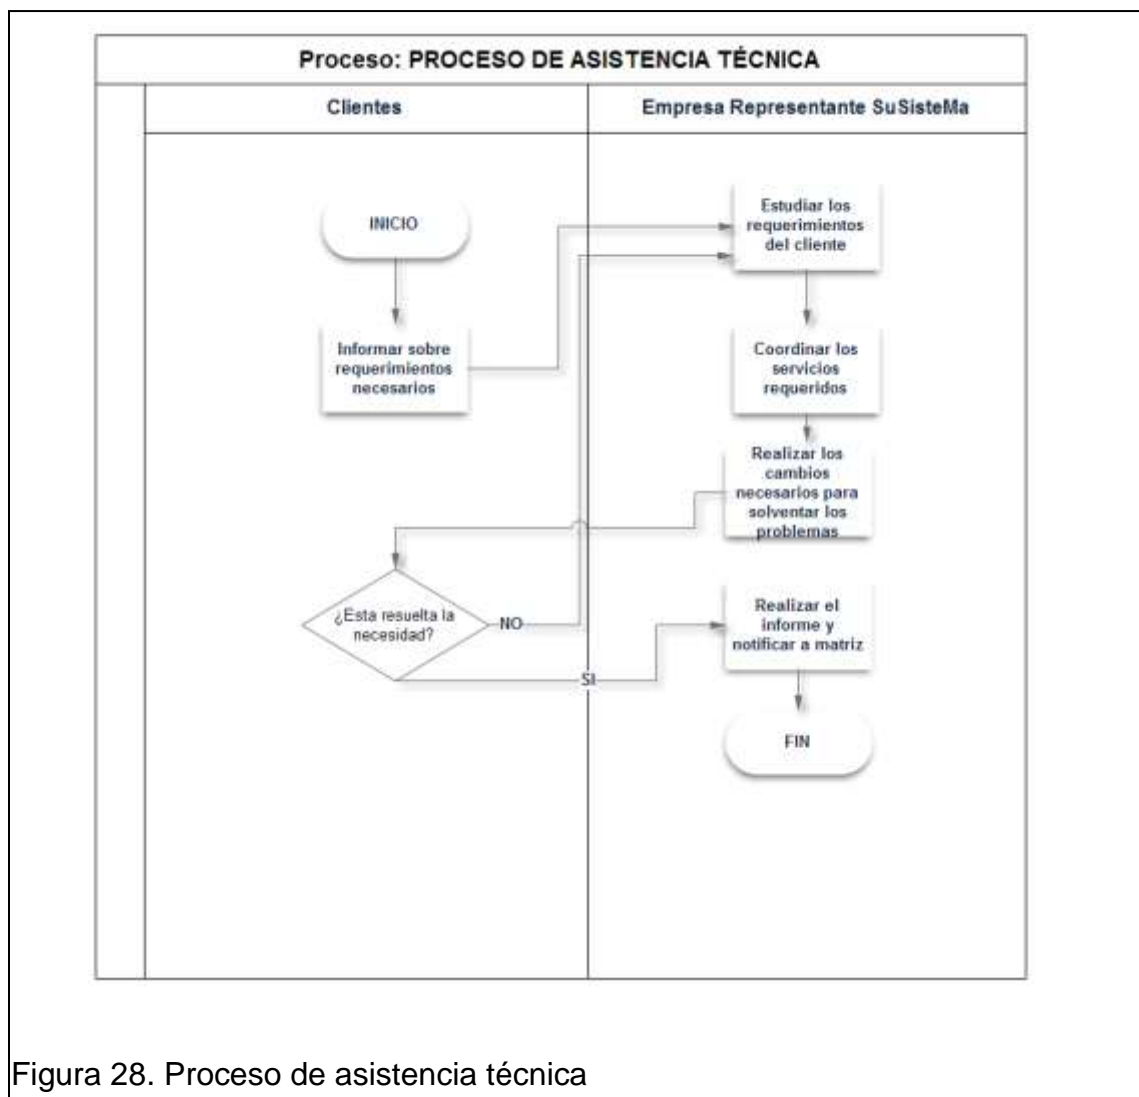 Proceso: PROCESO DE ASISTENCIA TÉCNICA
Clientes
Empresa Representante SuSisteMa
INICIO
Informar sobre
requerimientos
necesarios
Estudiar los
requerimientos
del cliente
Coordinar los
servicios
requeridos
Realizar los
cambios
necesarios para
solventar los
problemas
¿Esta resuelta la
necesidad?
NO
SI
Realizar el
informe y
notificar a matriz
FIN
Figura 28. Proceso de asistencia técnica